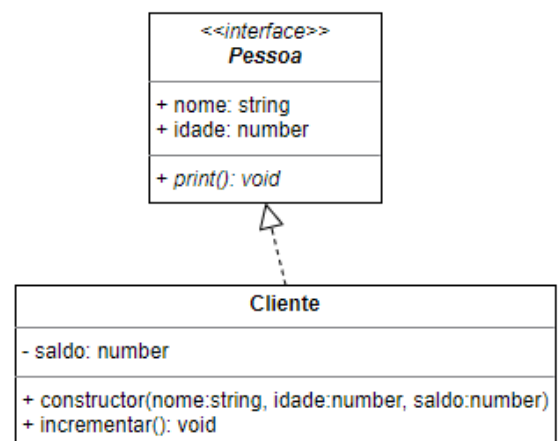 <<interface>>
Pessoa
+ nome: string
+ idade: number
+ print(): void
Cliente
- saldo: number
+ constructor(nome:string, idade:number, saldo:number)
+ incrementar(): void